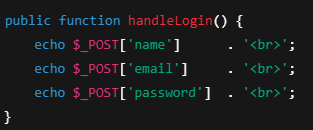 public function handleLogin() {
    echo $_POST['name']      . '<br>';
    echo $_POST['email']     . '<br>';
    echo $_POST['password']  . '<br>';
}